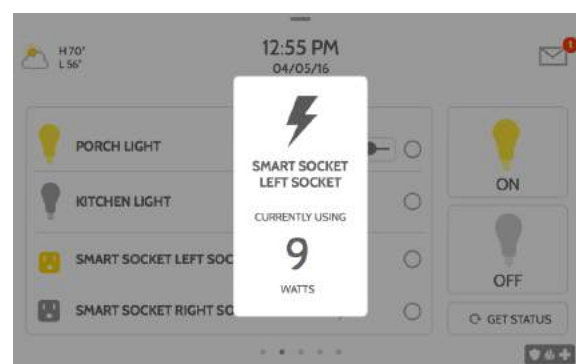 H 70°
L 56°
12:55 PM
04/05/16
1
PORCH LIGHT
KITCHEN LIGHT
SMART SOCKET LEFT SOC
SMART SOCKET RIGHT SO
SMART SOCKET
LEFT SOCKET
CURRENTLY USING
9
WATTS
ON
OFF
GET STATUS